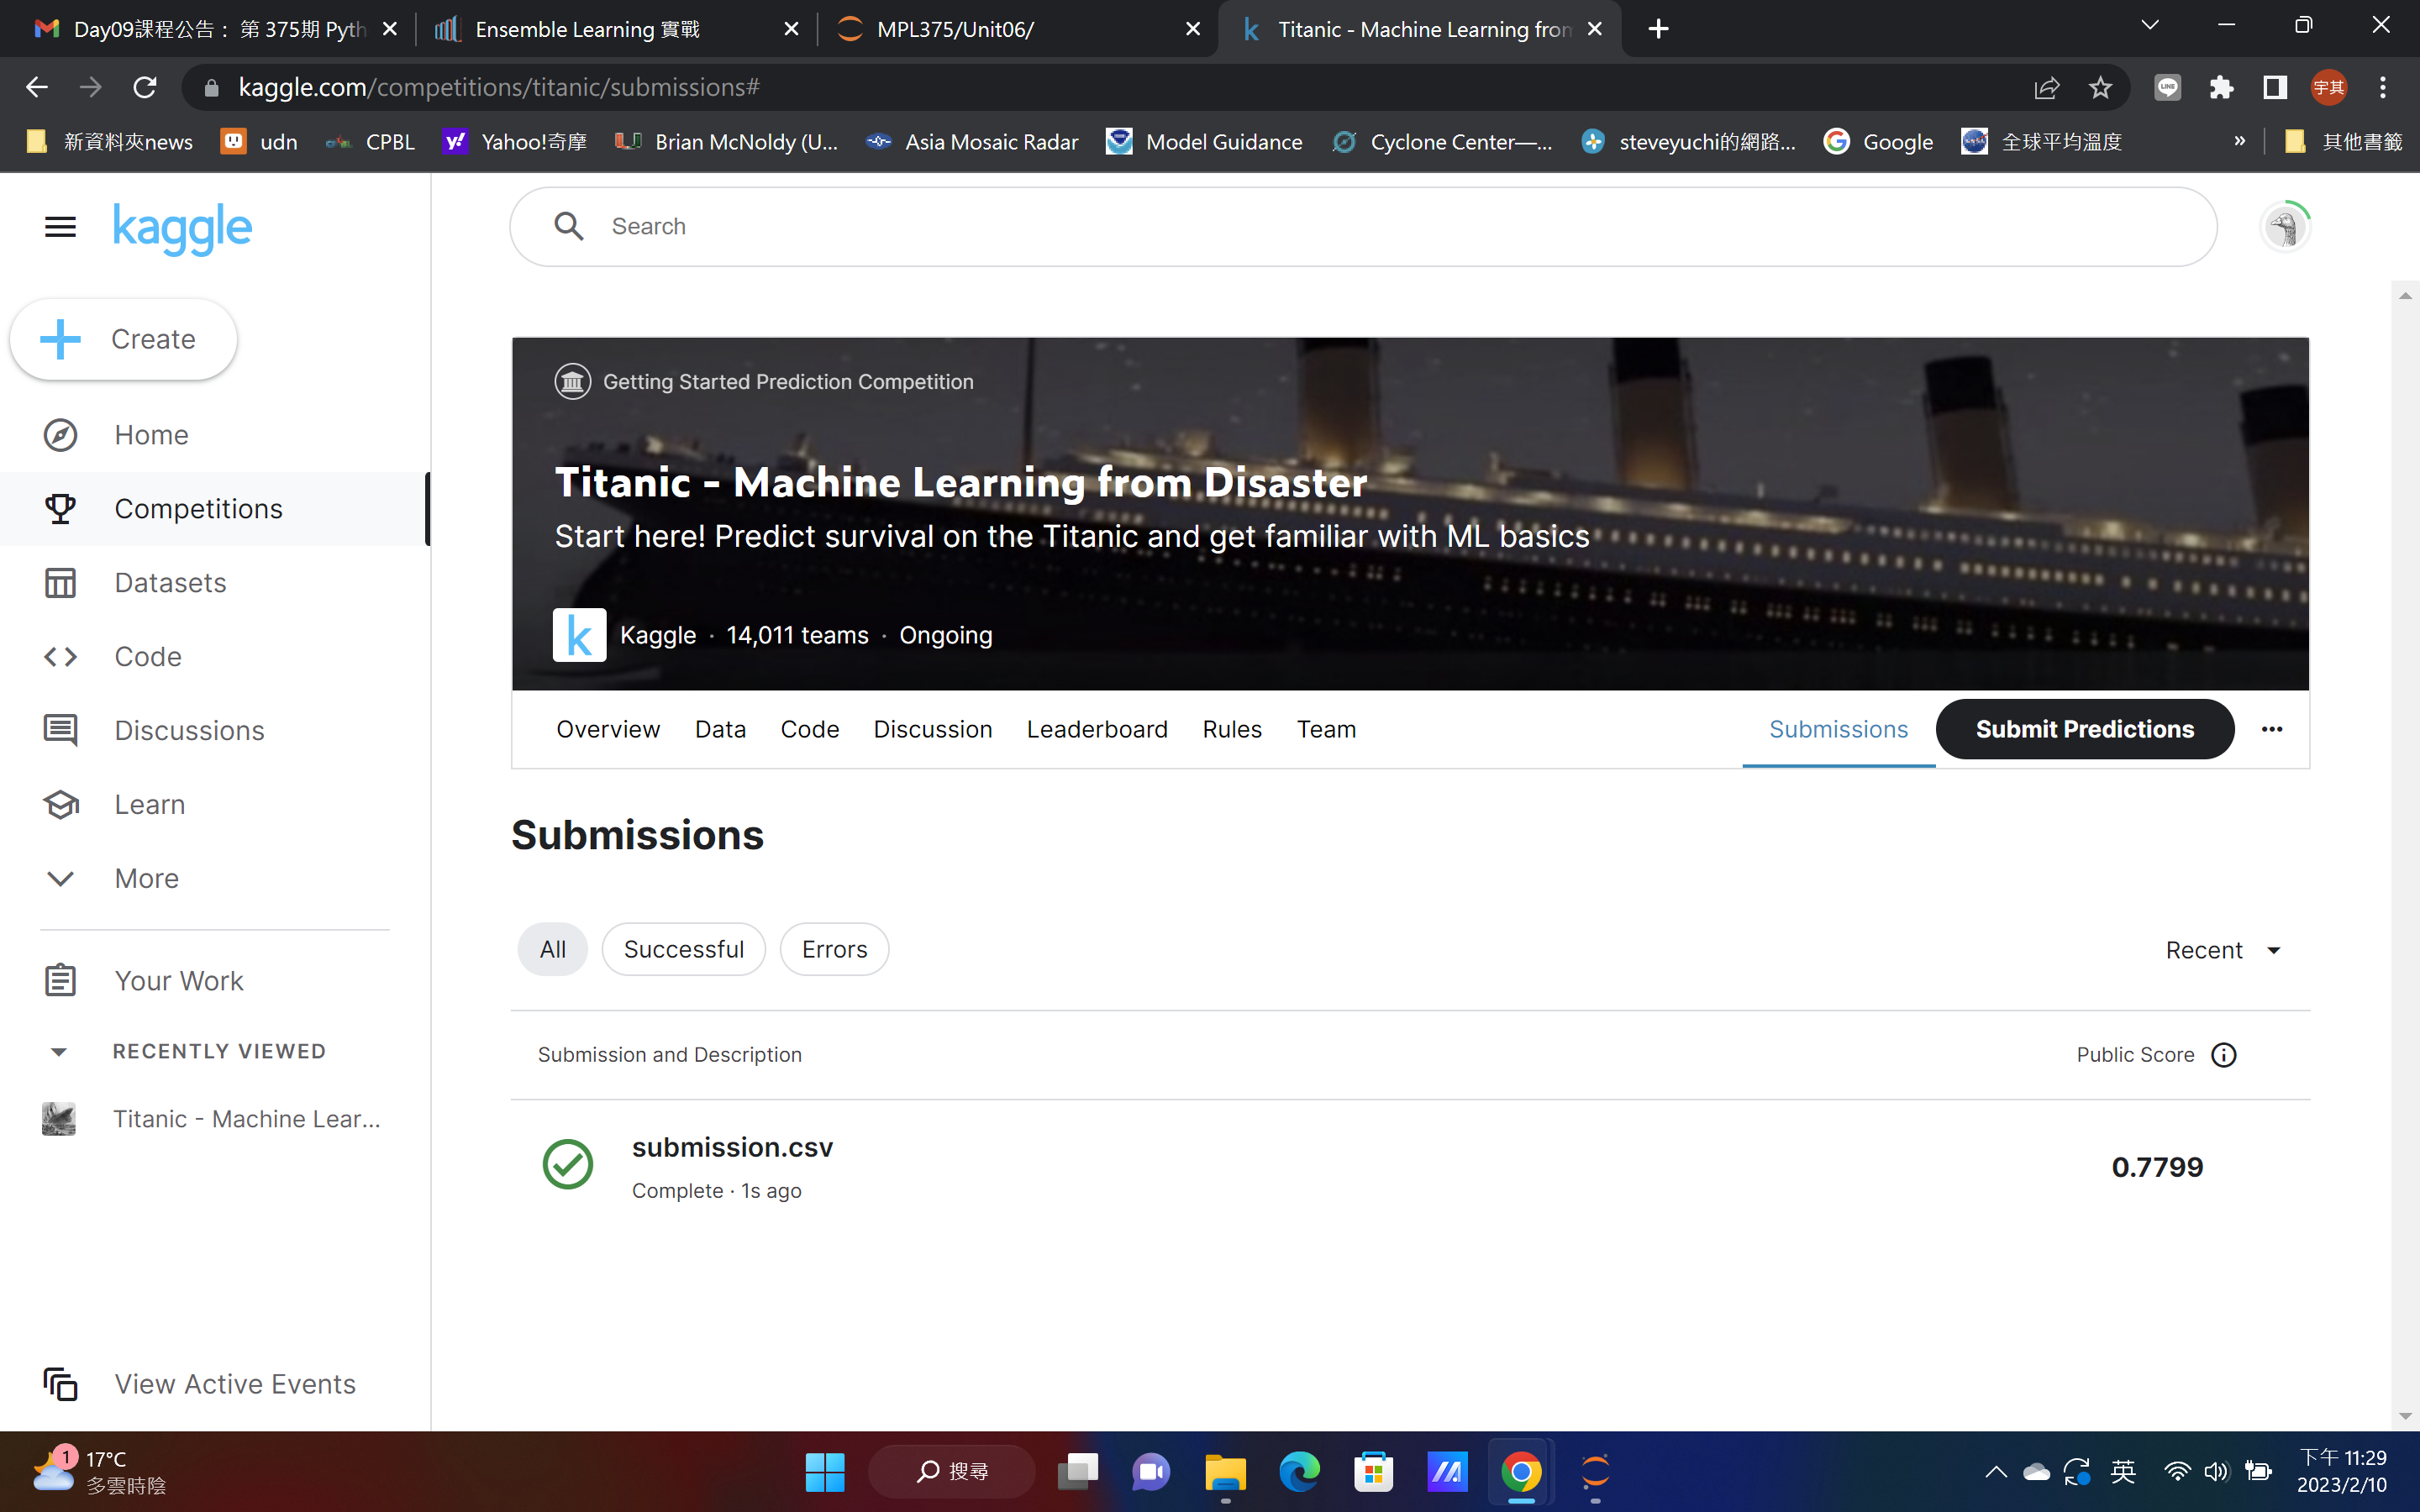 Day09課程公告： 第 375期 Pyth
Ensemble Learning 實戰
MPL375/Unit06/
Titanic - Machine Learning from
kaggle.com/competitions/titanic/submissions#
宇其
新資料夾news
udn
CPBL
Yahoo!奇摩
Brian McNoldy (U...
Asia Mosaic Radar
Model Guidance
Cyclone Center—...
steveyuchi的網路...
Google
全球平均溫度
»
其他書籤
kaggle
Search
Create
Home
Competitions
Datasets
Code
Discussions
Learn
More
Your Work
RECENTLY VIEWED
Titanic - Machine Lear...
View Active Events
Getting Started Prediction Competition
Titanic - Machine Learning from Disaster
Start here! Predict survival on the Titanic and get familiar with ML basics
k
Kaggle · 14,011 teams · Ongoing
Overview Data Code Discussion Leaderboard Rules Team Submissions Submit Predictions
Submissions
All Successful Errors Recent
Submission and Description Public Score
submission.csv
Complete · 1s ago
0.7799
1
17°C
多雲時陰
搜尋
英
下午 11:29
2023/2/10